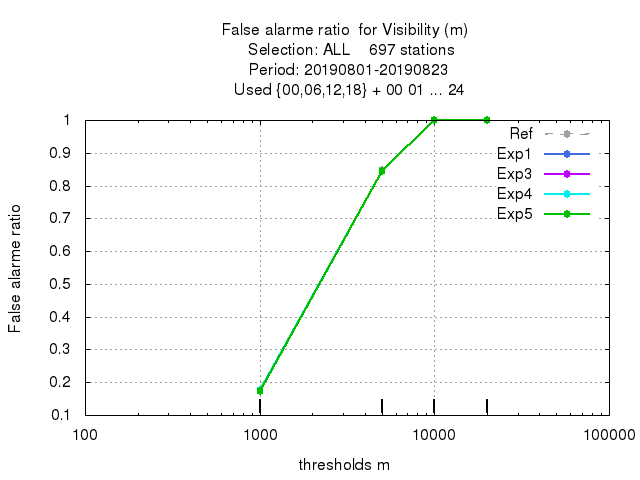 False alarme ratio  for Visibility (m)
Selection: ALL    697 stations
Period: 20190801-20190823
Used {00,06,12,18} + 00 01 ... 24
False alarme ratio
1
0.9
0.8
0.7
0.6
0.5
0.4
0.3
0.2
0.1
Ref
Exp1
Exp3
Exp4
Exp5
100 1000 10000 100000
thresholds m